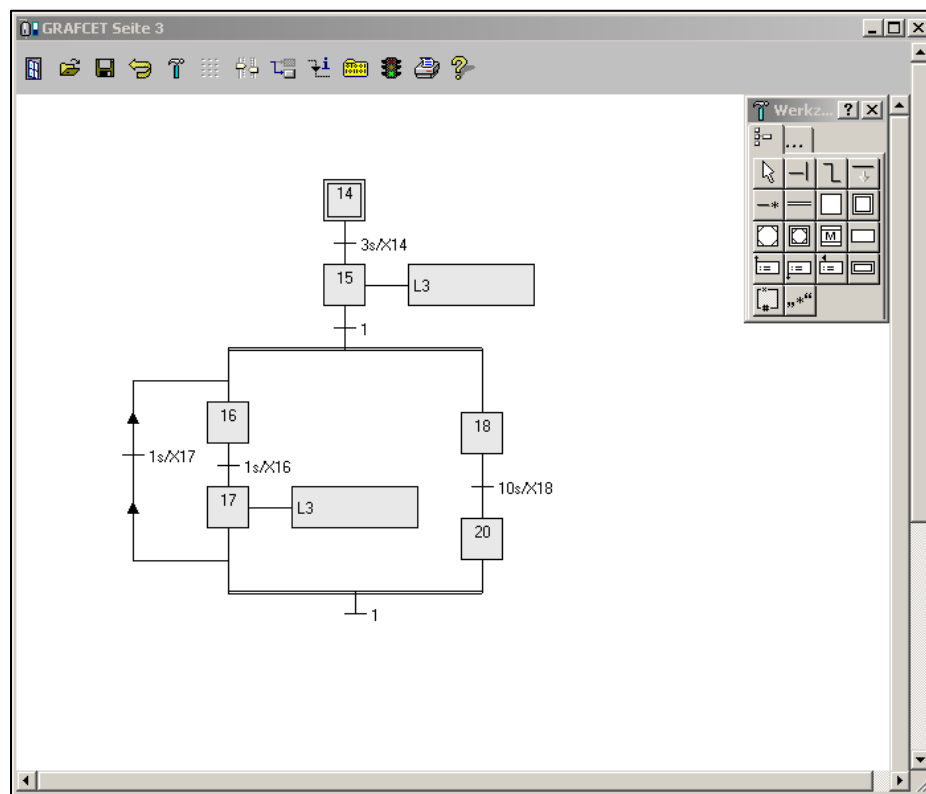 GRAFCET Seite 3
Werkz...
...
M
:=
:=
:=
*
#
„*“
14
3s/X14
15
L3
1
16
18
1s/X17
1s/X16
17
L3
10s/X18
20
1